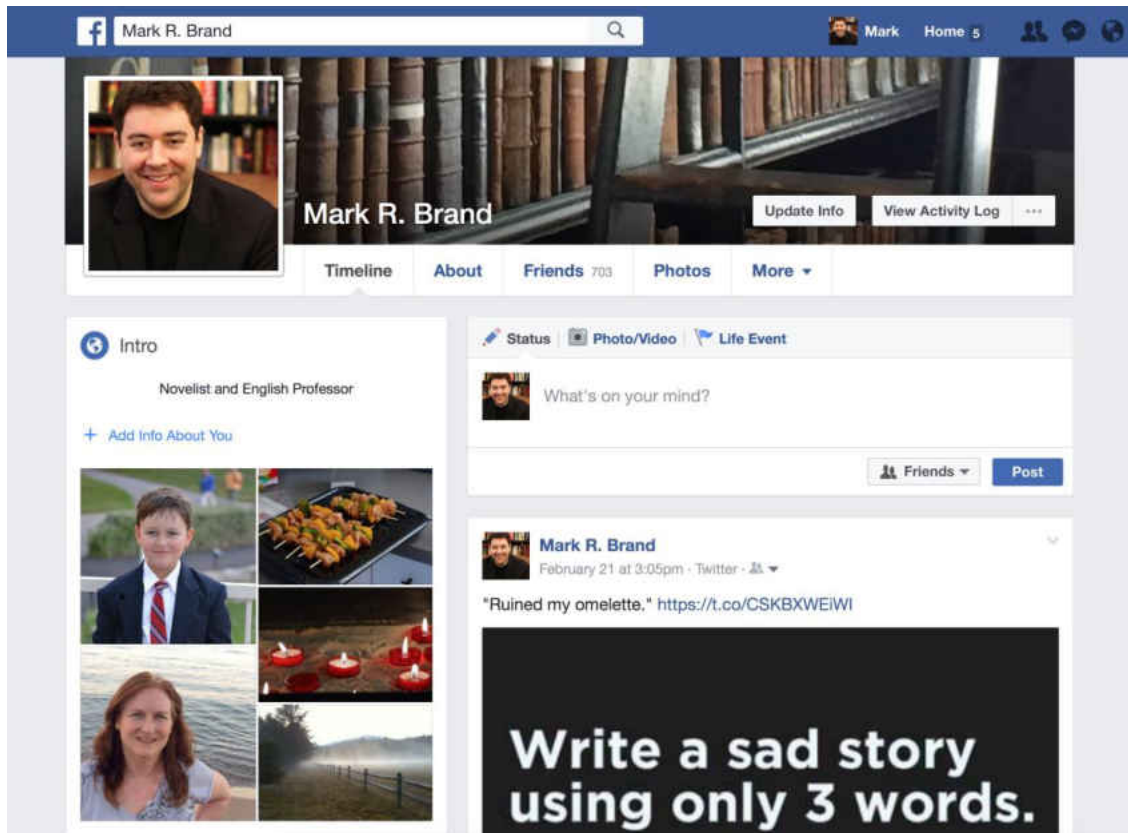 f Mark R. Brand Mark Home 5
Mark R. Brand
Update Info View Activity Log ...
Timeline About Friends 703 Photos More
Intro
Novelist and English Professor
+ Add Info About You
Status Photo/Video Life Event
What's on your mind?
Friends Post
Mark R. Brand
February 21 at 3:05pm · Twitter ·
"Ruined my omelette." https://t.co/CSKBXWEiWI
Write a sad story
using only 3 words.